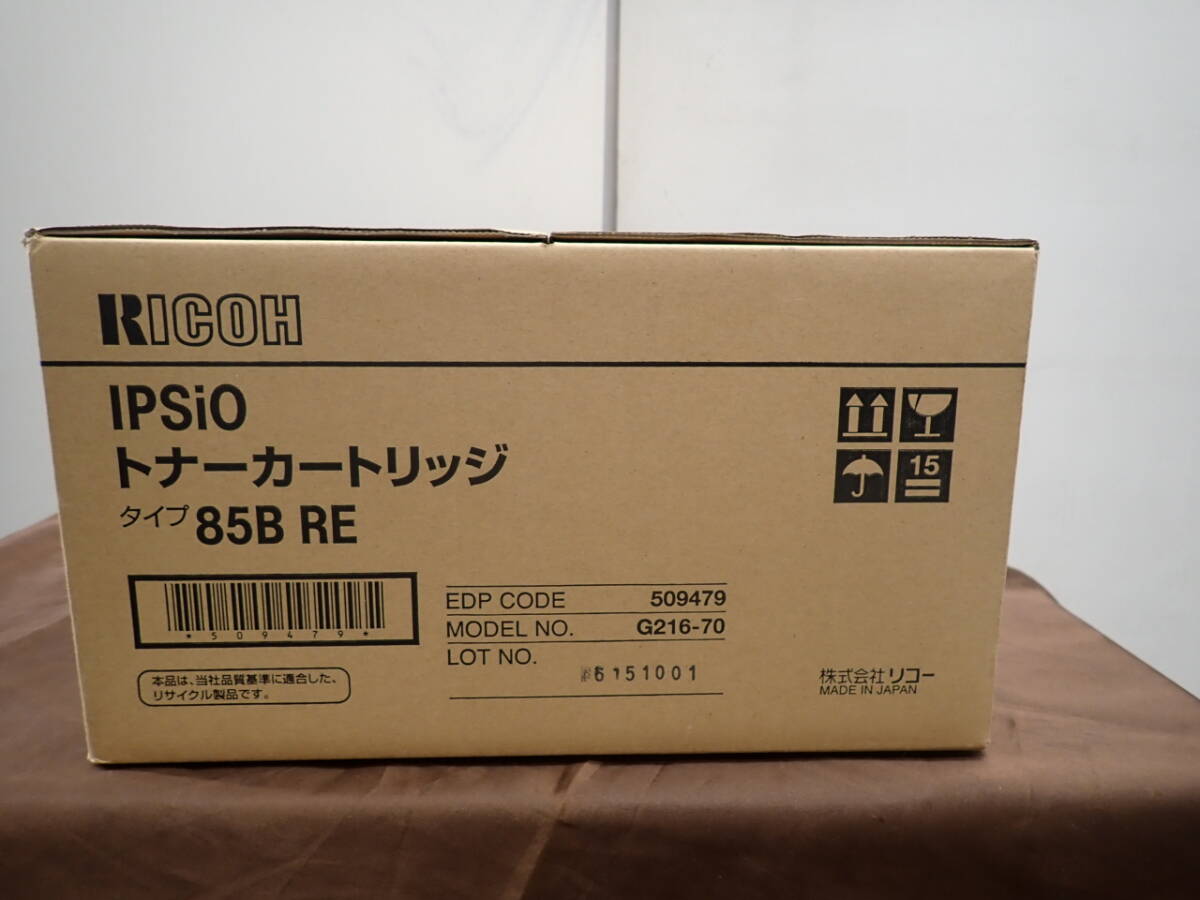 RICOH
IPSiO
トナーカートリッジ
タイプ 85B RE
15
*509479*
EDP CODE 509479
MODEL NO. G216-70
LOT NO. 6151001
本品は、当社品質基準に適合した、
リサイクル製品です。
株式会社 リコー
MADE IN JAPAN